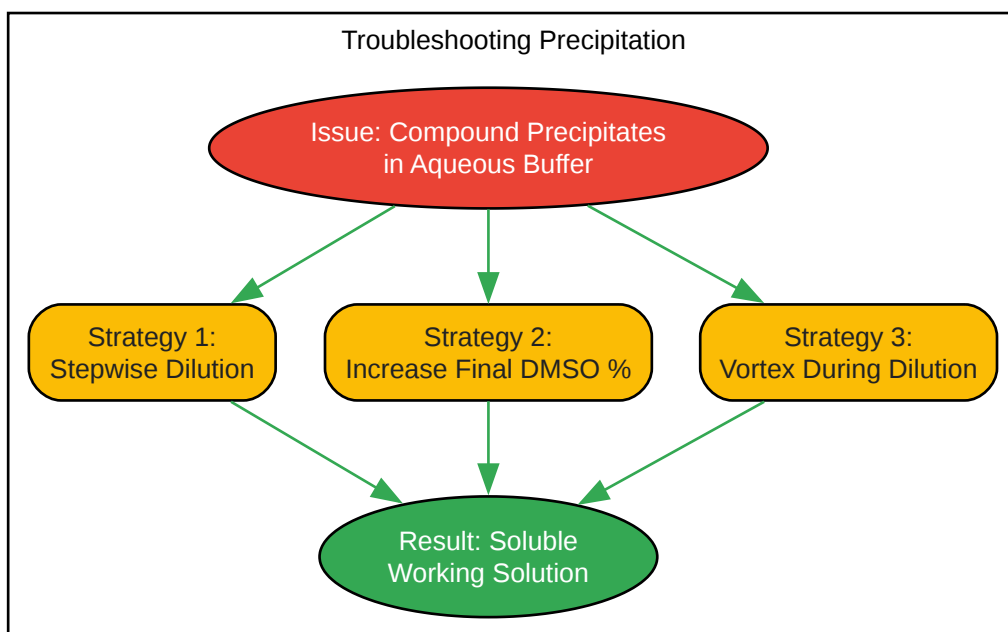 Troubleshooting Precipitation
Issue: Compound Precipitates
in Aqueous Buffer
Strategy 1:
Stepwise Dilution
Strategy 2:
Increase Final DMSO %
Strategy 3:
Vortex During Dilution
Result: Soluble
Working Solution